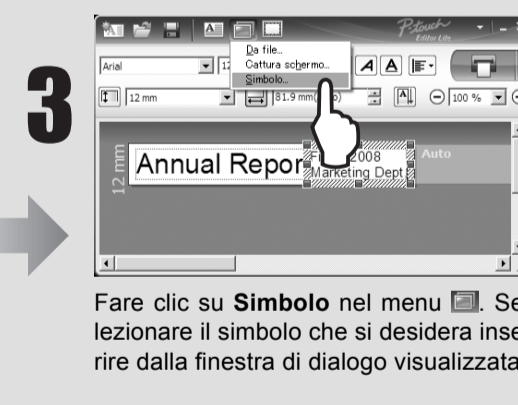 3
P-touch
Editor Lite
Da file...
Cattura schermo...
Simbolo...
Arial
12
A A
12 mm
81.9 mm
100 %
12 mm
Annual Repor
2008
Marketing Dept
Auto
Fare clic su Simbolo nel menu . Se
lezionare il simbolo che si desidera inse
rire dalla finestra di dialogo visualizzata